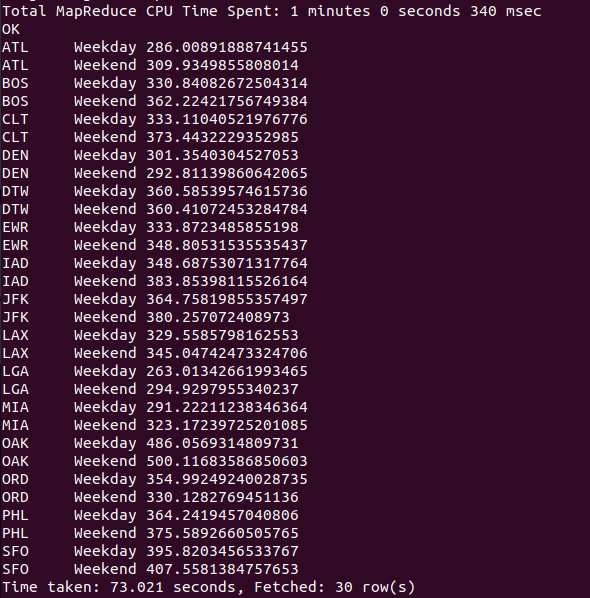 Total MapReduce CPU Time Spent: 1 minutes 0 seconds 340 msec
OK
ATL Weekday 286.00891888741455
ATL Weekend 309.9349855808014
BOS Weekday 330.84082672504314
BOS Weekend 362.22421756749384
CLT Weekday 333.11040521976776
CLT Weekend 373.4432229352985
DEN Weekday 301.3540304527053
DEN Weekend 292.81139860642065
DTW Weekday 360.58539574615736
DTW Weekend 360.41072453284784
EWR Weekday 333.8723485855198
EWR Weekend 348.80531535535437
IAD Weekday 348.68753071317764
IAD Weekend 383.85398115526164
JFK Weekday 364.75819855357497
JFK Weekend 380.257072408973
LAX Weekday 329.5585798162553
LAX Weekend 345.04742473324706
LGA Weekday 263.01342661993465
LGA Weekend 294.9297955340237
MIA Weekday 291.22211238346364
MIA Weekend 323.17239725201085
OAK Weekday 486.0569314809731
OAK Weekend 500.11683586850603
ORD Weekday 354.99249240028735
ORD Weekend 330.1282769451136
PHL Weekday 364.2419457040806
PHL Weekend 375.5892660505765
SFO Weekday 395.8203456533767
SFO Weekend 407.5581384757653
Time taken: 73.021 seconds, Fetched: 30 row(s)